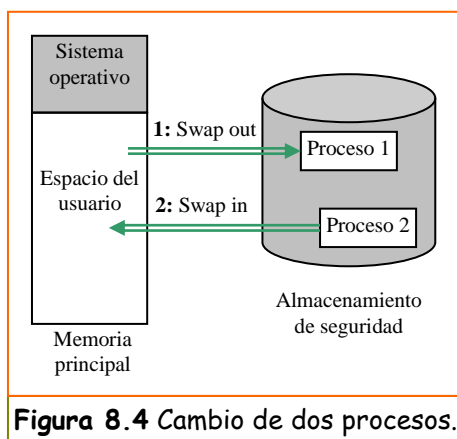 Sistema
operativo
1: Swap out
Proceso 1
Espacio del
usuario
2: Swap in
Proceso 2
Almacenamiento
de seguridad
Memoria
principal
Figura 8.4 Cambio de dos procesos.